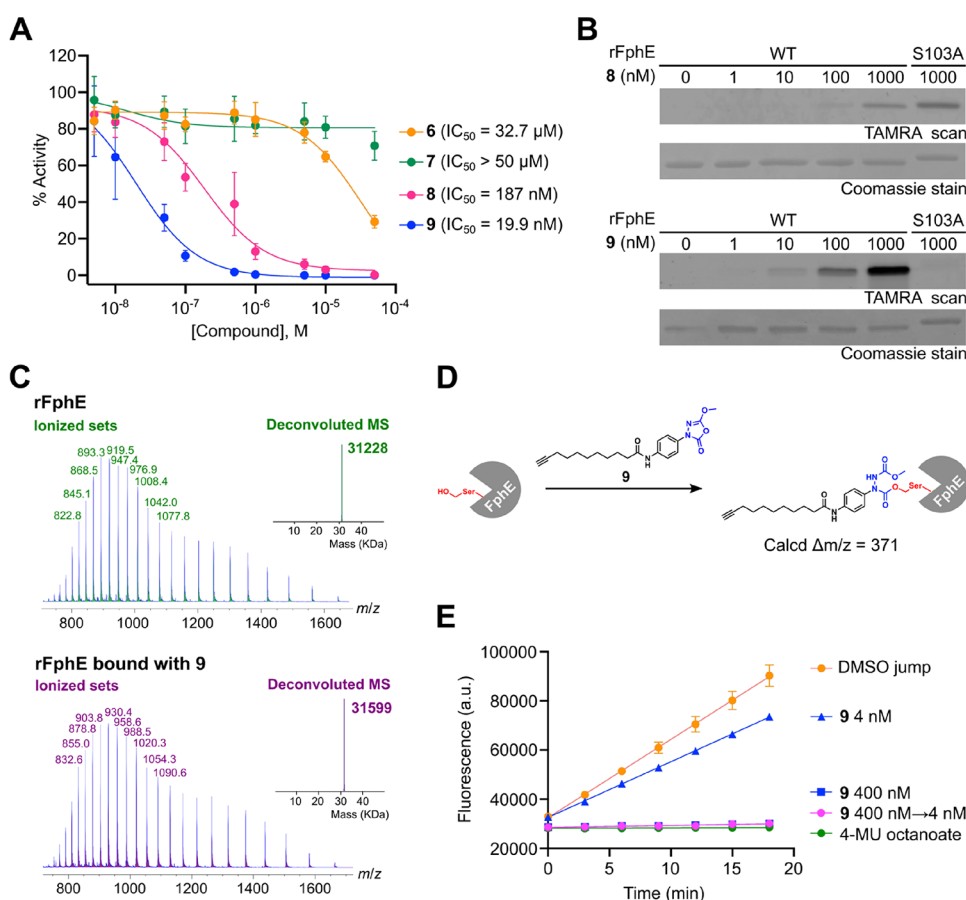 A
120
100
80
60
40
20
0
% Activity
10⁻⁸ 10⁻⁷ 10⁻⁶ 10⁻⁵ 10⁻⁴
[Compound], M
6 (IC₅₀ = 32.7 µM)
7 (IC₅₀ > 50 µM)
8 (IC₅₀ = 187 nM)
9 (IC₅₀ = 19.9 nM)
B
rFphE WT S103A
8 (nM) 0 1 10 100 1000 1000
TAMRA scan
Coomassie stain
rFphE WT S103A
9 (nM) 0 1 10 100 1000 1000
TAMRA scan
Coomassie stain
C
rFphE
Ionized sets
822.8
845.1
868.5
893.3
919.5
947.4
976.9
1008.4
1042.0
1077.8
Deconvoluted MS
31228
0 10 20 30 40
Mass (KDa)
800 1000 1200 1400 1600 m/z
rFphE bound with 9
Ionized sets
832.6
855.0
878.8
903.8
930.4
958.6
988.5
1020.3
1054.3
1090.6
Deconvoluted MS
31599
0 10 20 30 40
Mass (KDa)
800 1000 1200 1400 1600 m/z
D
HO Ser FphE
O N H N N O O O
9
O N H N HN O O O O Ser FphE
Calcd Δm/z = 371
E
Fluorescence (a.u.)
100000
80000
60000
40000
20000
0 5 10 15 20
Time (min)
DMSO jump
9 4 nM
9 400 nM
9 400 nM→4 nM
4-MU octanoate